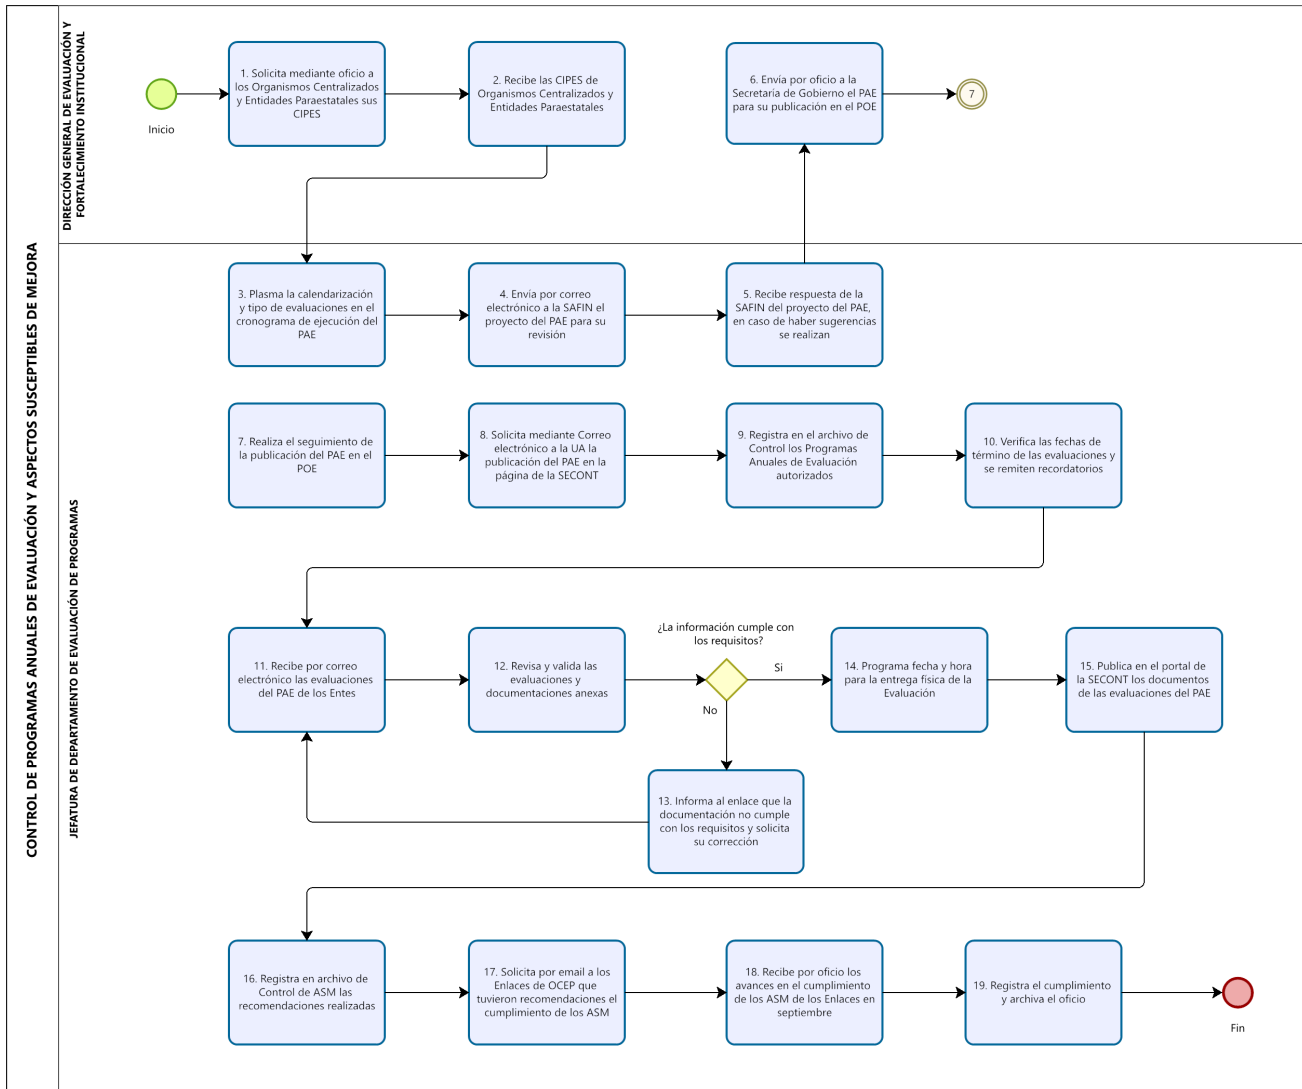 CONTROL DE PROGRAMAS ANUALES DE EVALUACIÓN Y ASPECTOS SUSCEPTIBLES DE MEJORA
DIRECCIÓN GENERAL DE EVALUACIÓN Y
FORTALECIMIENTO INSTITUCIONAL
Inicio
1. Solicita mediante oficio a
los Organismos Centralizados
y Entidades Paraestatales sus
CIPES
2. Recibe las CIPES de
Organismos Centralizados y
Entidades Paraestatales
6. Envía por oficio a la
Secretaría de Gobierno el PAE
para su publicación en el POE
7
JEFATURA DE DEPARTAMENTO DE EVALUACIÓN DE PROGRAMAS
3. Plasma la calendarización
y tipo de evaluaciones en el
cronograma de ejecución del
PAE
4. Envía por correo
electrónico a la SAFIN el
proyecto del PAE para su
revisión
5. Recibe respuesta de la
SAFIN del proyecto del PAE,
en caso de haber sugerencias
se realizan
7. Realiza el seguimiento de
la publicación del PAE en el
POE
8. Solicita mediante Correo
electrónico a la UA la
publicación del PAE en la
página de la SECONT
9. Registra en el archivo de
Control los Programas
Anuales de Evaluación
autorizados
10. Verifica las fechas de
término de las evaluaciones y
se remiten recordatorios
11. Recibe por correo
electrónico las evaluaciones
del PAE de los Entes
12. Revisa y valida las
evaluaciones y
documentaciones anexas
¿La información cumple con
los requisitos?
Si
No
14. Programa fecha y hora
para la entrega física de la
Evaluación
15. Publica en el portal de
la SECONT los documentos
de las evaluaciones del PAE
13. Informa al enlace que la
documentación no cumple
con los requisitos y solicita
su corrección
16. Registra en archivo de
Control de ASM las
recomendaciones realizadas
17. Solicita por email a los
Enlaces de OCEP que
tuvieron recomendaciones el
cumplimiento de los ASM
18. Recibe por oficio los
avances en el cumplimiento
de los ASM de los Enlaces en
septiembre
19. Registra el cumplimiento
y archiva el oficio
Fin